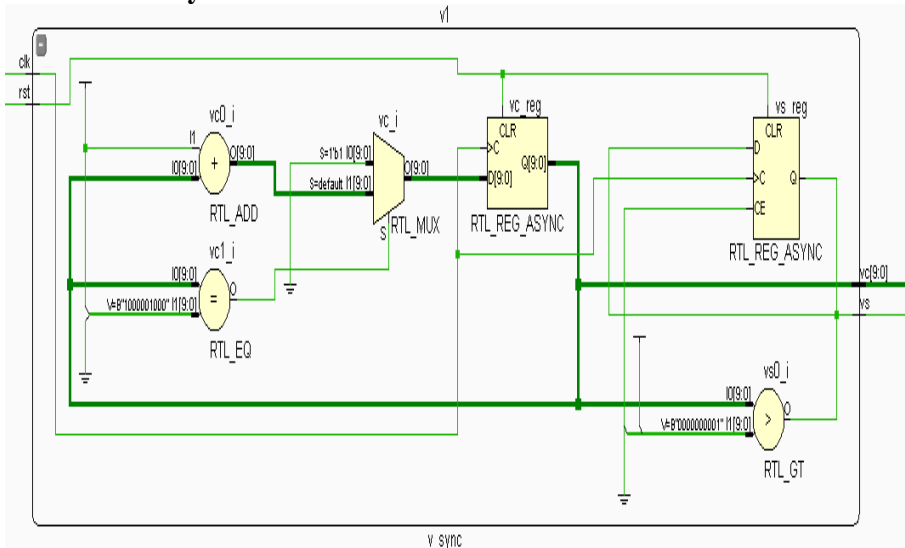 v1
clk
rst
vc0_i
I1
I0[9:0]
+
O[9:0]
RTL_ADD
vc1_i
I0[9:0]
V=B"1000001000" I1[9:0]
=
O
RTL_EQ
vc_i
S=1'b1 I0[9:0]
S=default I1[9:0]
O[9:0]
S
RTL_MUX
vc_reg
CLR
>C
D[9:0]
Q[9:0]
RTL_REG_ASYNC
vs_reg
CLR
D
>C
CE
Q
RTL_REG_ASYNC
vc[9:0]
vs
vs0_i
I0[9:0]
V=B"0000000001" I1[9:0]
>
O
RTL_GT
v_sync